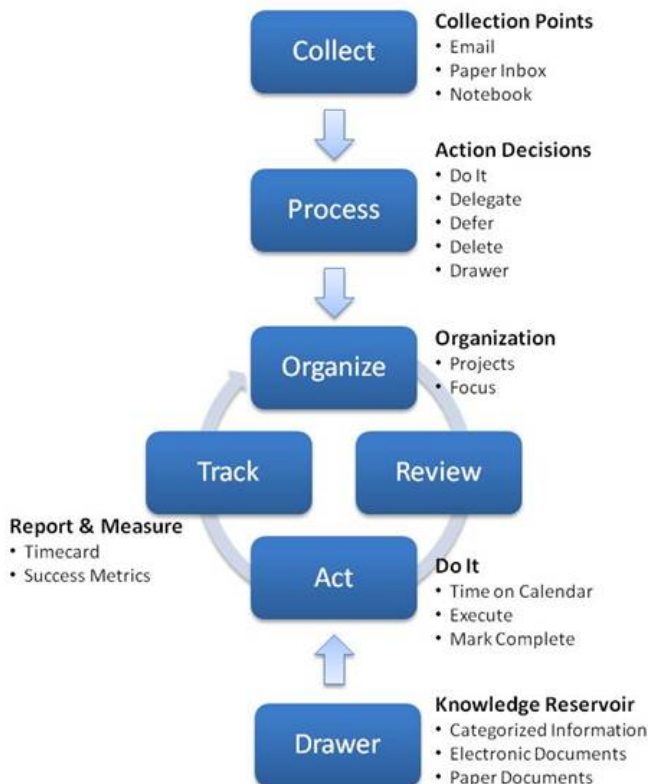 Collect
Collection Points
• Email
• Paper Inbox
• Notebook
Process
Action Decisions
• Do It
• Delegate
• Defer
• Delete
• Drawer
Organize
Organization
• Projects
• Focus
Track
Review
Report & Measure
• Timecard
• Success Metrics
Act
Do It
• Time on Calendar
• Execute
• Mark Complete
Drawer
Knowledge Reservoir
• Categorized Information
• Electronic Documents
• Paper Documents